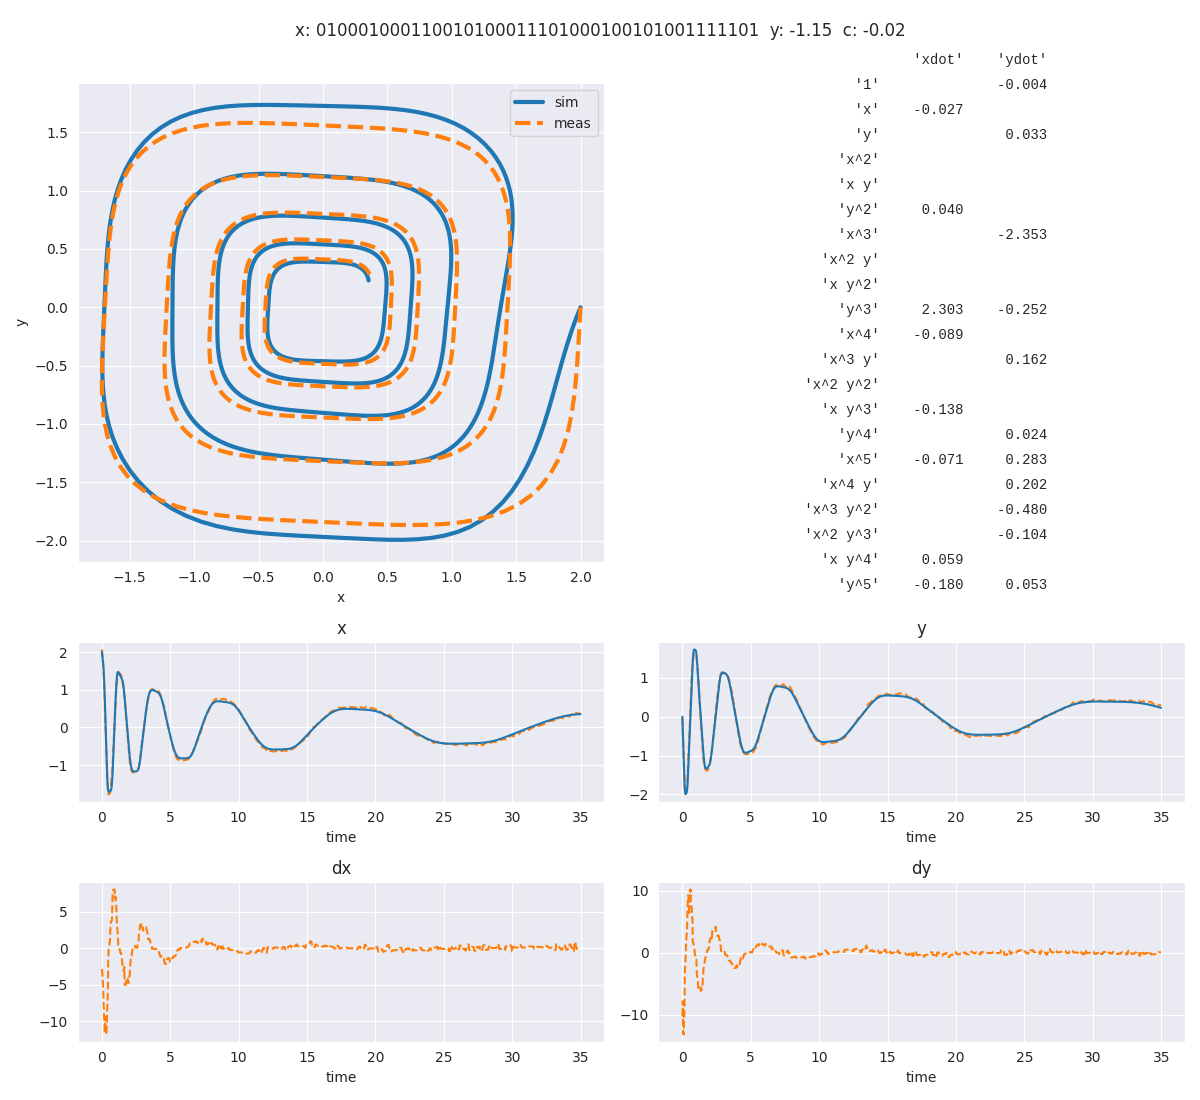 x: 010001000110010100011101000100101001111101  y: -1.15  c: -0.02
'xdot' 'ydot'
'1' -0.004
'x' -0.027
'y' 0.033
'x^2'
'x y'
'y^2' 0.040
'x^3' -2.353
'x^2 y'
'x y^2'
'y^3' 2.303 -0.252
'x^4' -0.089
'x^3 y' 0.162
'x^2 y^2'
'x y^3' -0.138
'y^4' 0.024
'x^5' -0.071 0.283
'x^4 y' 0.202
'x^3 y^2' -0.480
'x^2 y^3' -0.104
'x y^4' 0.059
'y^5' -0.180 0.053
sim
meas
1.5
1.0
0.5
0.0
−0.5
−1.0
−1.5
−2.0
y
−1.5 −1.0 −0.5 0.0 0.5 1.0 1.5 2.0
x
x
2
1
0
−1
0 5 10 15 20 25 30 35
time
y
1
0
−1
−2
0 5 10 15 20 25 30 35
time
dx
5
0
−5
−10
0 5 10 15 20 25 30 35
time
dy
10
0
−10
0 5 10 15 20 25 30 35
time